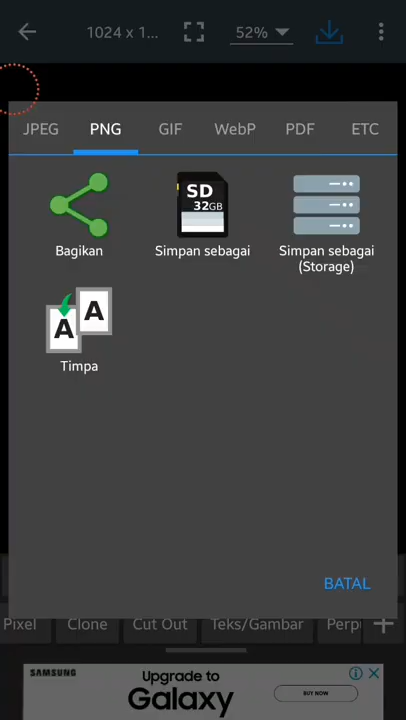 1024 x 1...
52%
JPEG PNG GIF WebP PDF ETC
SD
32GB
Bagikan
Simpan sebagai
Simpan sebagai
(Storage)
A A
Timpa
BATAL
Pixel Clone Cut Out Teks/Gambar Perpu
SAMSUNG
Upgrade to
Galaxy
BUY NOW